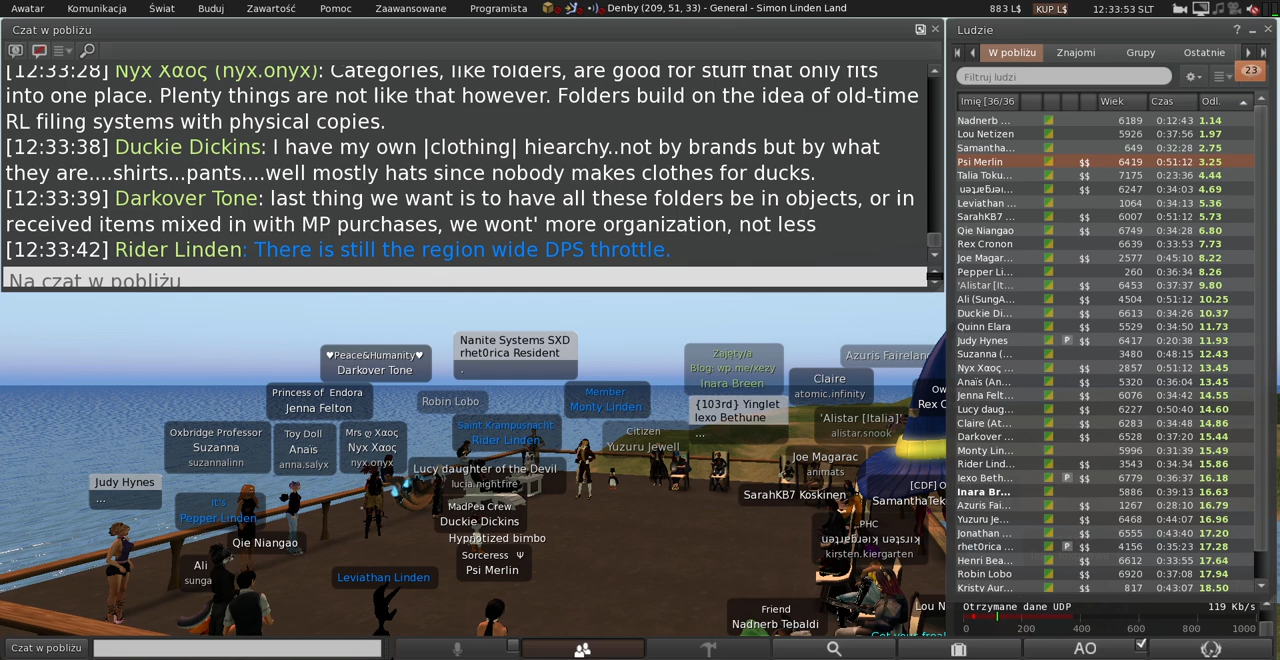 Awatar Komunikacja Świat Buduj Zawartość Pomoc Zaawansowane Programista Denby (209, 51, 33) - General - Simon Linden Land 883 L$ KUP L$ 12:33:53 SLT
Czat w pobliżu
[12:33:28] Nyx Χαος (nyx.onyx): Categories, like folders, are good for stuff that only fits
into one place. Plenty things are not like that however. Folders build on the idea of old-time
RL filing systems with physical copies.
[12:33:38] Duckie Dickins: I have my own |clothing| hiearchy..not by brands but by what
they are....shirts...pants....well mostly hats since nobody makes clothes for ducks.
[12:33:39] Darkover Tone: last thing we want is to have all these folders be in objects, or in
received items mixed in with MP purchases, we wont' more organization, not less
[12:33:42] Rider Linden: There is still the region wide DPS throttle.
Na czat w pobliżu
Nanite Systems SXD
rhet0rica Resident
.
♥Peace&Humanity♥
Darkover Tone
Zajęty/a
Blog: wp.me/xezy
Inara Breen
Azuris Fairelan
Claire
atomic.infinity
Princess of Endora
Jenna Felton
Robin Lobo
Member
Monty Linden
{103rd} Yinglet
Iexo Bethune
...
'Alistar [Italia]'
alistar.snook
Saint Krampusnacht
Rider Linden
Citizen
Yuzuru Jewell
Oxbridge Professor
Suzanna
suzannalinn
Toy Doll
Anaïs
anna.salyx
Mrs ღ Χαος
Nyx Χαος
nyx.onyx
Lucy daughter of the Devil
lucia.nightfire
Joe Magarac
animats
Judy Hynes
...
It's
Pepper Linden
MadPea Crew
Duckie Dickins
SarahKB7 Koskinen
[CDF] O
SamanthaTek
Qie Niangao
Hypnotized bimbo
Sorceress Ψ
Psi Merlin
PHC
kirsten.kiergarten
Ali
sunga
Leviathan Linden
Friend
Nadnerb Tebaldi
Lou N
Ow
Rex C
Ludzie
W pobliżu Znajomi Grupy Ostatnie
Filtruj ludzi
23
Imię [36/36 Wiek Czas Odl.
Nadnerb ... 6189 0:12:43 1.14
Lou Netizen 5926 0:37:56 1.97
Samantha... 649 0:32:28 2.75
Psi Merlin $$ 6419 0:51:12 3.25
Talia Toku... $$ 7175 0:23:36 4.44
$$ 6247 0:34:03 4.69
Leviathan ... 1064 0:34:13 5.36
SarahKB7 ... $$ 6007 0:51:12 5.73
Qie Niangao $$ 6749 0:34:28 6.80
Rex Cronon 6639 0:33:53 7.73
Joe Magar... $$ 2577 0:45:10 8.22
Pepper Li... 260 0:36:34 8.26
'Alistar [It... $$ 6453 0:37:37 9.80
Ali (SungA... $$ 4504 0:51:12 10.25
Duckie Di... $$ 6613 0:34:26 10.37
Quinn Elara $$ 5529 0:34:50 11.73
Judy Hynes P $$ 6417 0:20:38 11.93
Suzanna (... 3480 0:48:15 12.43
Nyx Χαος ... $$ 2857 0:51:12 13.45
Anaïs (An... $$ 5320 0:36:04 13.45
Jenna Felt... $$ 6076 0:34:42 14.55
Lucy daug... $$ 6227 0:50:40 14.60
Claire (At... $$ 6283 0:34:48 14.86
Darkover ... $$ 6528 0:37:20 15.44
Monty Lin... 5996 0:31:39 15.49
Rider Lind... $$ 3543 0:34:34 15.86
Iexo Beth... P $$ 6779 0:36:37 16.18
Inara Br... 5886 0:39:13 16.63
Azuris Fai... $$ 1267 0:28:10 16.79
Yuzuru Je... $$ 6468 0:44:07 16.96
Jonathan ... $$ 6555 0:43:40 17.20
rhet0rica ... P $$ 4156 0:35:23 17.28
Henri Bea... $$ 6612 0:33:55 17.64
Robin Lobo $$ 6920 0:37:08 17.94
Kristy Aur... $$ 817 0:43:07 18.50
Otrzymane dane UDP 119 Kb/s
0 200 400 600 800 1000
Czat w pobliżu AO